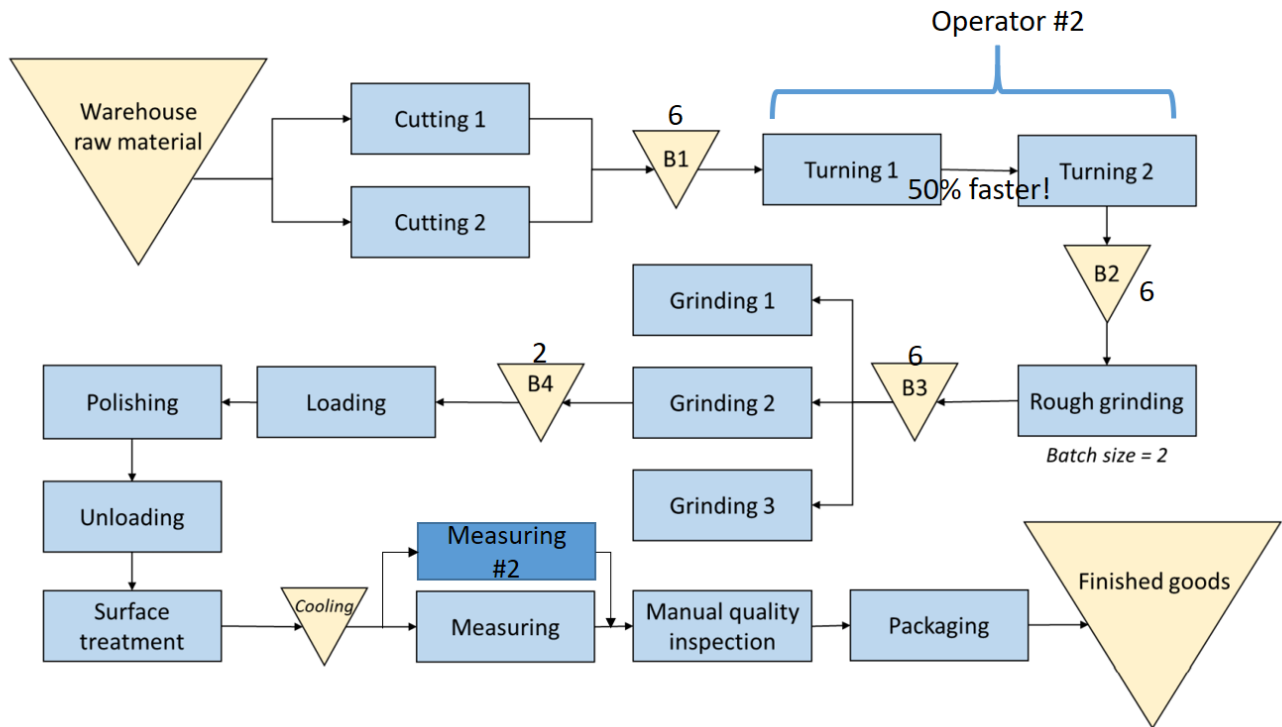 Operator #2
Warehouse
raw material
Cutting 1
Cutting 2
6
B1
Turning 1
50% faster!
Turning 2
B2
6
Grinding 1
Grinding 2
Grinding 3
6
B3
Rough grinding
Batch size = 2
2
B4
Loading
Polishing
Unloading
Surface
treatment
Cooling
Measuring
#2
Measuring
Manual quality
inspection
Packaging
Finished goods